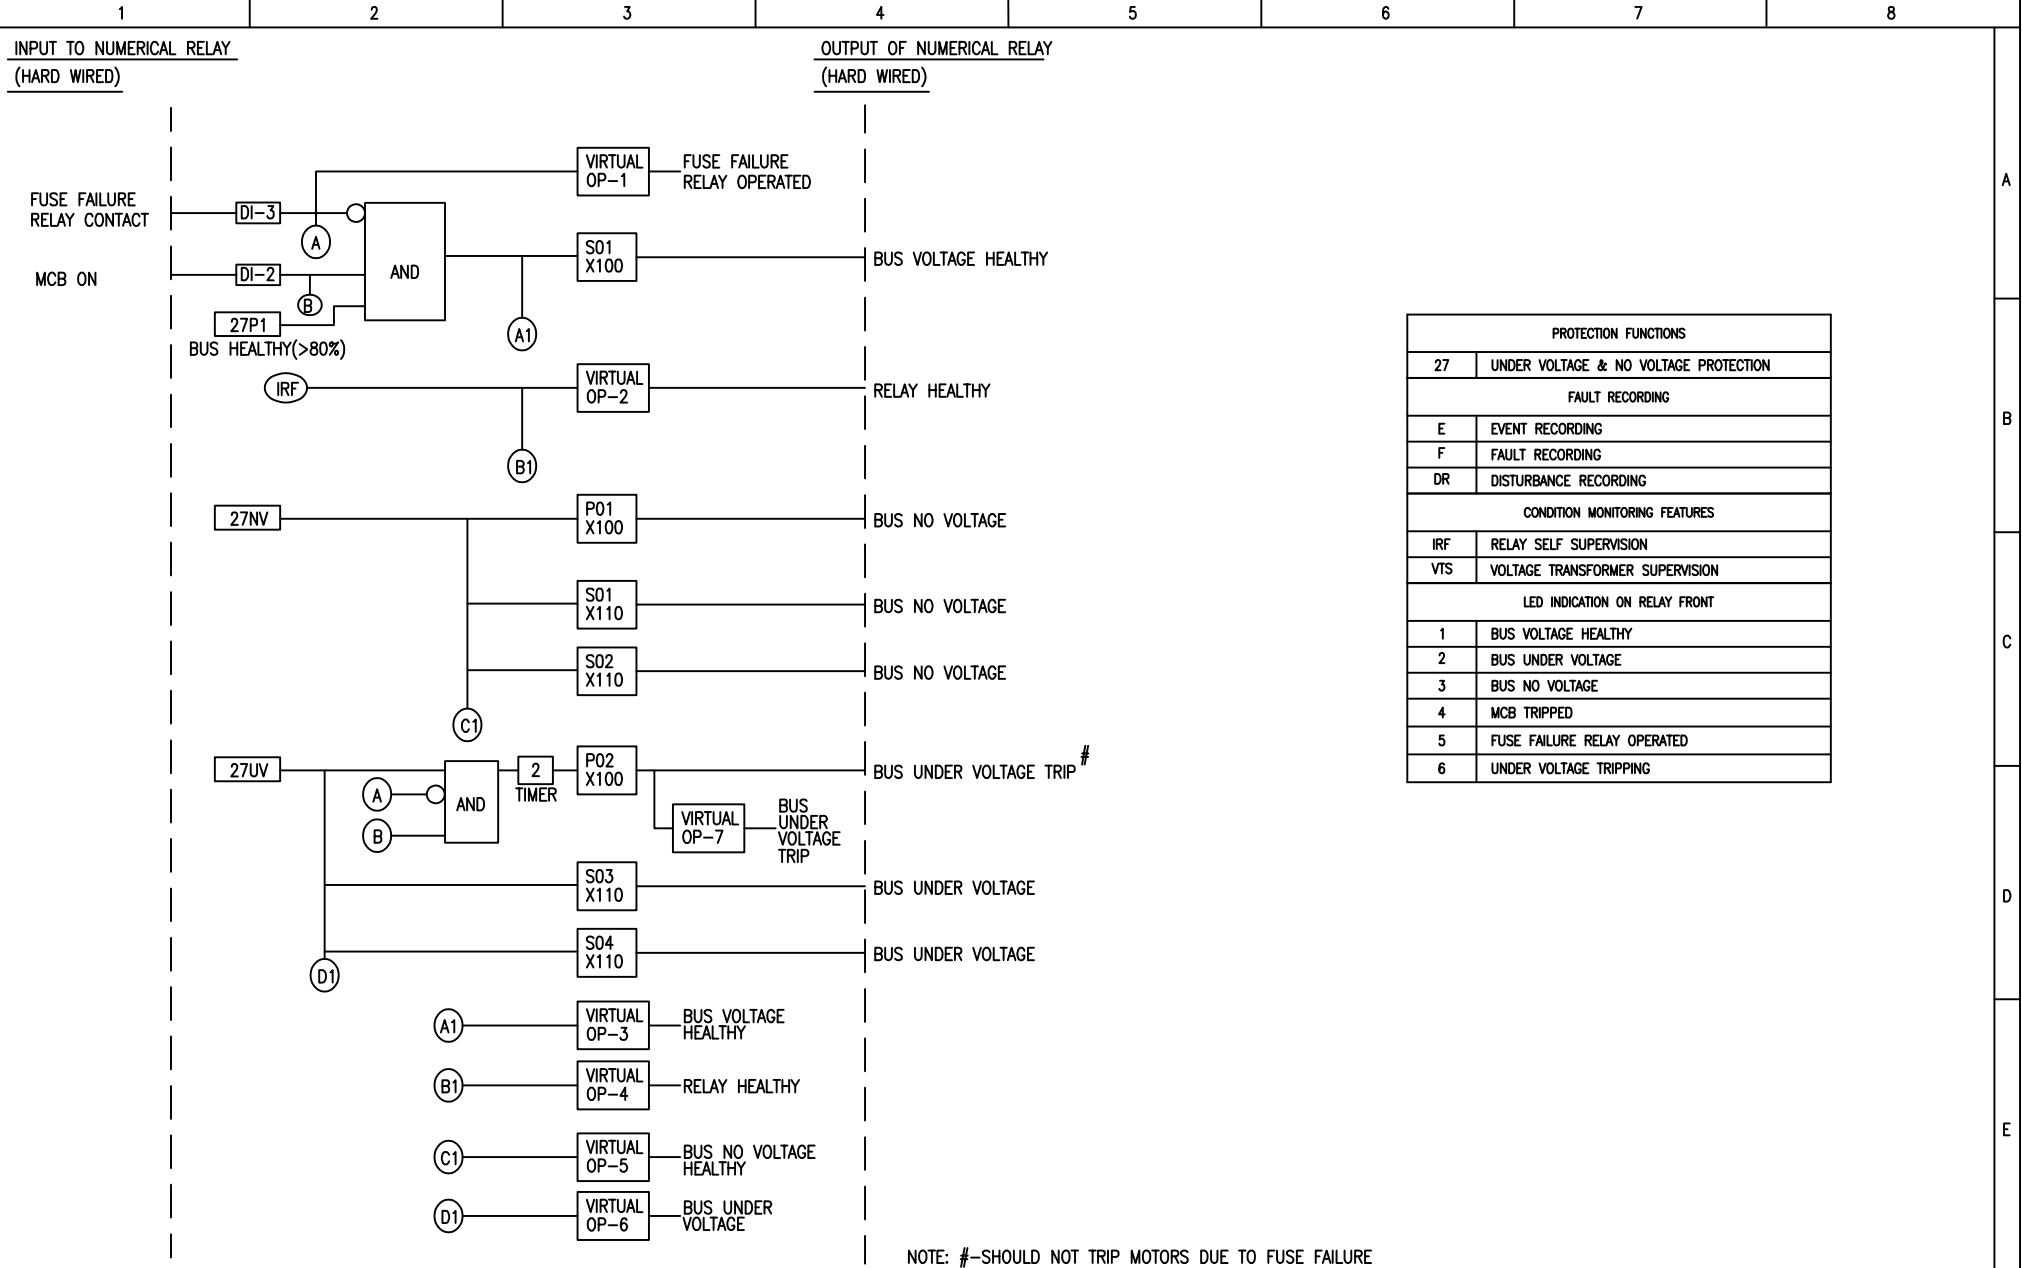 1 2 3 4 5 6 7 8
INPUT TO NUMERICAL RELAY
(HARD WIRED)
OUTPUT OF NUMERICAL RELAY
(HARD WIRED)
FUSE FAILURE
RELAY CONTACT
DI-3
A
VIRTUAL
OP-1
FUSE FAILURE
RELAY OPERATED
MCB ON
DI-2
B
AND
S01
X100
BUS VOLTAGE HEALTHY
27P1
BUS HEALTHY(>80%)
A1
IRF
VIRTUAL
OP-2
RELAY HEALTHY
B1
27NV
P01
X100
BUS NO VOLTAGE
S01
X110
BUS NO VOLTAGE
S02
X110
BUS NO VOLTAGE
C1
27UV
A
B
AND
2
TIMER
P02
X100
BUS UNDER VOLTAGE TRIP #
VIRTUAL
OP-7
BUS
UNDER
VOLTAGE
TRIP
S03
X110
BUS UNDER VOLTAGE
S04
X110
BUS UNDER VOLTAGE
D1
A1
VIRTUAL
OP-3
BUS VOLTAGE
HEALTHY
B1
VIRTUAL
OP-4
RELAY HEALTHY
C1
VIRTUAL
OP-5
BUS NO VOLTAGE
HEALTHY
D1
VIRTUAL
OP-6
BUS UNDER
VOLTAGE
NOTE: #-SHOULD NOT TRIP MOTORS DUE TO FUSE FAILURE
PROTECTION FUNCTIONS
27 UNDER VOLTAGE & NO VOLTAGE PROTECTION
FAULT RECORDING
E EVENT RECORDING
F FAULT RECORDING
DR DISTURBANCE RECORDING
CONDITION MONITORING FEATURES
IRF RELAY SELF SUPERVISION
VTS VOLTAGE TRANSFORMER SUPERVISION
LED INDICATION ON RELAY FRONT
1 BUS VOLTAGE HEALTHY
2 BUS UNDER VOLTAGE
3 BUS NO VOLTAGE
4 MCB TRIPPED
5 FUSE FAILURE RELAY OPERATED
6 UNDER VOLTAGE TRIPPING
A
B
C
D
E